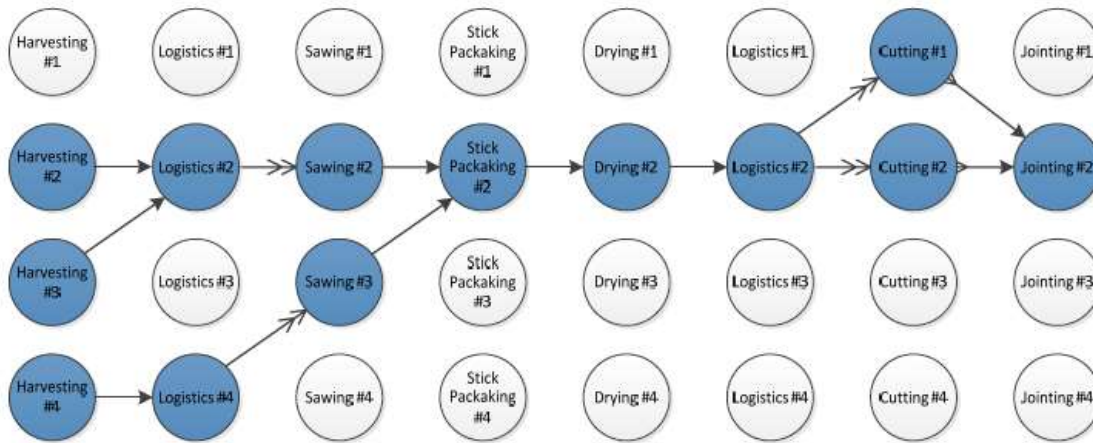 Harvesting
#1
Logistics #1
Sawing #1
Stick
Packaking
#1
Drying #1
Logistics #1
Cutting #1
Jointing #1
Harvesting
#2
Logistics #2
Sawing #2
Stick
Packaking
#2
Drying #2
Logistics #2
Cutting #2
Jointing #2
Harvesting
#3
Logistics #3
Sawing #3
Stick
Packaking
#3
Drying #3
Logistics #3
Cutting #3
Jointing #3
Harvesting
#4
Logistics #4
Sawing #4
Stick
Packaking
#4
Drying #4
Logistics #4
Cutting #4
Jointing #4